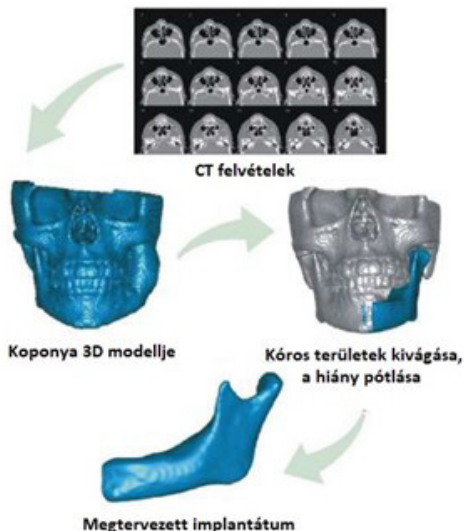 CT felvételek
Koponya 3D modellje
Kóros területek kivágása,
a hiány pótlása
Megtervezett implantátum